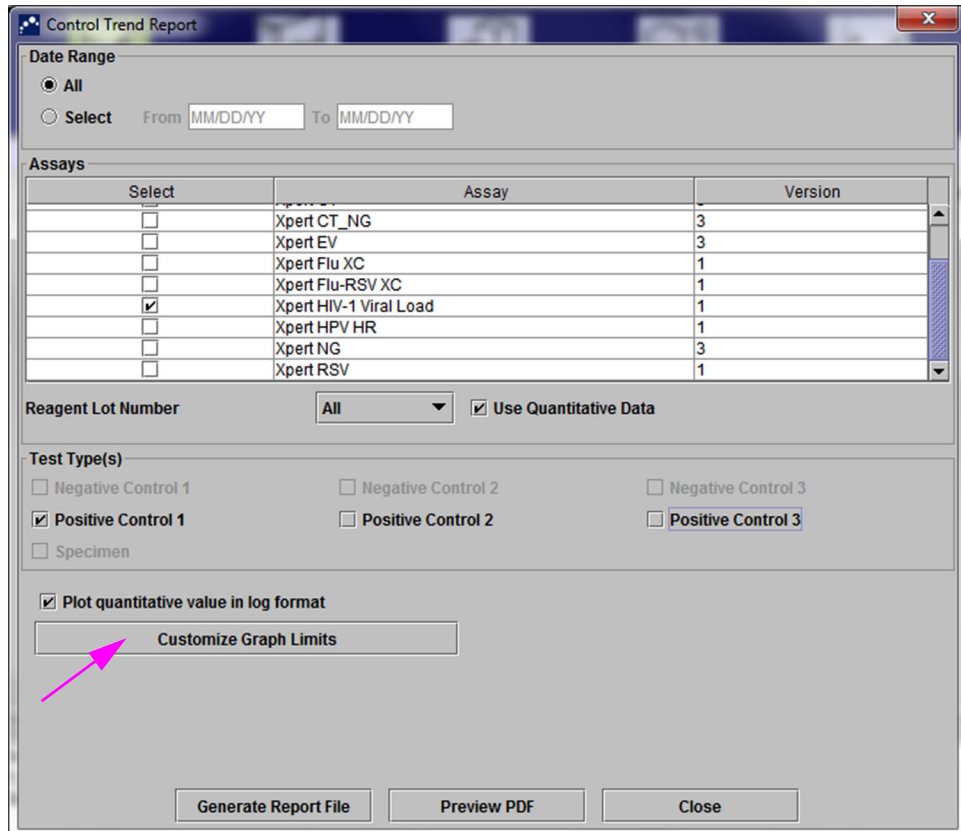 Control Trend Report
Date Range
All
Select From MM/DD/YY To MM/DD/YY
Assays
Select Assay Version
Xpert CT_NG 3
Xpert EV 3
Xpert Flu XC 1
Xpert Flu-RSV XC 1
Xpert HIV-1 Viral Load 1
Xpert HPV HR 1
Xpert NG 3
Xpert RSV 1
Reagent Lot Number All Use Quantitative Data
Test Type(s)
Negative Control 1 Negative Control 2 Negative Control 3
Positive Control 1 Positive Control 2 Positive Control 3
Specimen
Plot quantitative value in log format
Customize Graph Limits
Generate Report File Preview PDF Close